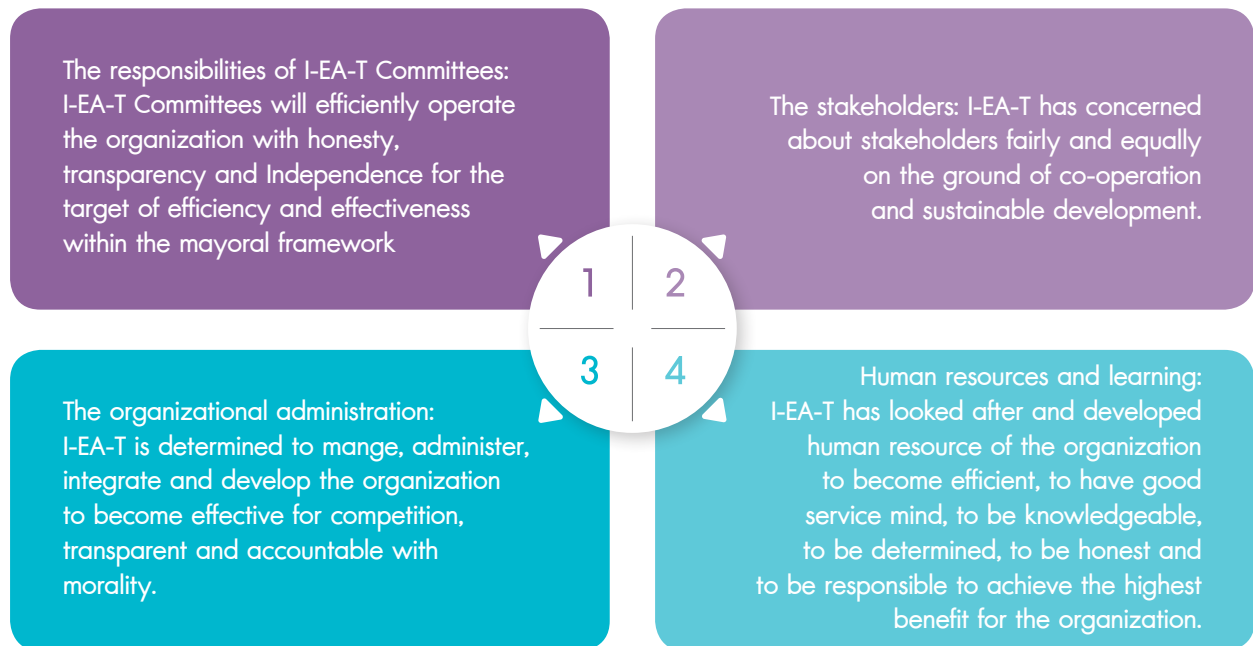 The responsibilities of I-EA-T Committees:
I-EA-T Committees will efficiently operate
the organization with honesty,
transparency and Independence for the
target of efficiency and effectiveness
within the mayoral framework
The stakeholders: I-EA-T has concerned
about stakeholders fairly and equally
on the ground of co-operation
and sustainable development.
1
2
3
4
The organizational administration:
I-EA-T is determined to mange, administer,
integrate and develop the organization
to become effective for competition,
transparent and accountable with
morality.
Human resources and learning:
I-EA-T has looked after and developed
human resource of the organization
to become efficient, to have good
service mind, to be knowledgeable,
to be determined, to be honest and
to be responsible to achieve the highest
benefit for the organization.